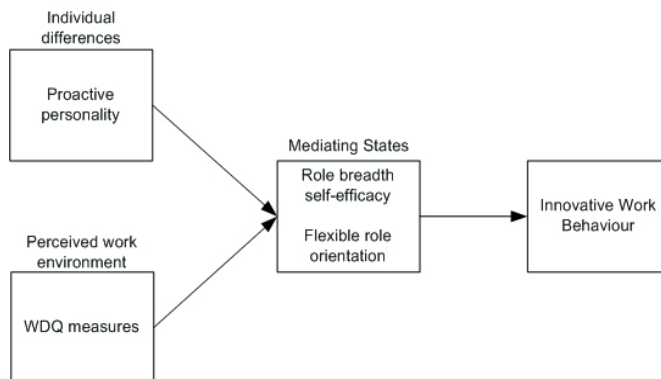 Individual
differences
Proactive
personality
Mediating States
Role breadth
self-efficacy
Flexible role
orientation
Innovative Work
Behaviour
Perceived work
environment
WDQ measures